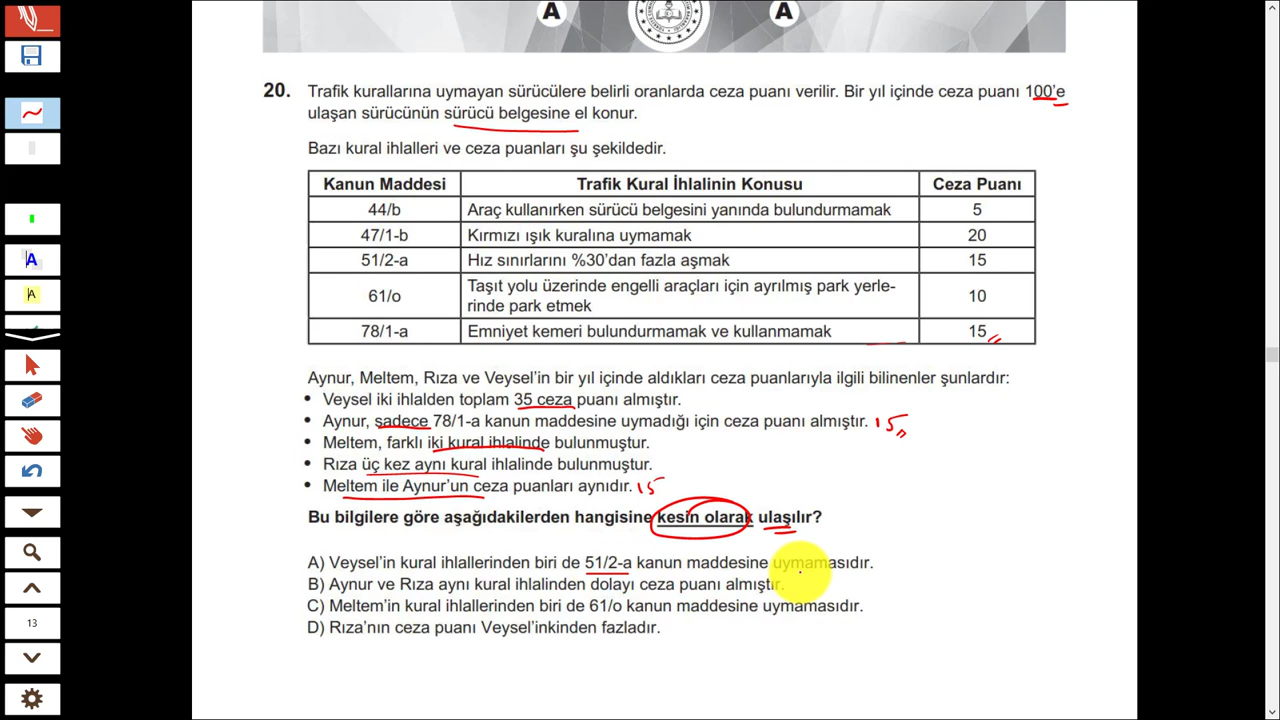 A A
20. Trafik kurallarına uymayan sürücülere belirli oranlarda ceza puanı verilir. Bir yıl içinde ceza puanı 100'e
ulaşan sürücünün sürücü belgesine el konur.
Bazı kural ihlalleri ve ceza puanları şu şekildedir.
Kanun Maddesi Trafik Kural İhlalinin Konusu Ceza Puanı
44/b Araç kullanırken sürücü belgesini yanında bulundurmamak 5
47/1-b Kırmızı ışık kuralına uymamak 20
51/2-a Hız sınırlarını %30'dan fazla aşmak 15
61/o Taşıt yolu üzerinde engelli araçları için ayrılmış park yerle-
rinde park etmek 10
78/1-a Emniyet kemeri bulundurmamak ve kullanmamak 15
Aynur, Meltem, Rıza ve Veysel'in bir yıl içinde aldıkları ceza puanlarıyla ilgili bilinenler şunlardır:
• Veysel iki ihlalden toplam 35 ceza puanı almıştır.
• Aynur, sadece 78/1-a kanun maddesine uymadığı için ceza puanı almıştır. 15
• Meltem, farklı iki kural ihlalinde bulunmuştur.
• Rıza üç kez aynı kural ihlalinde bulunmuştur.
• Meltem ile Aynur'un ceza puanları aynıdır. 15
Bu bilgilere göre aşağıdakilerden hangisine kesin olarak ulaşılır?
A) Veysel'in kural ihlallerinden biri de 51/2-a kanun maddesine uymamasıdır.
B) Aynur ve Rıza aynı kural ihlalinden dolayı ceza puanı almıştır.
C) Meltem'in kural ihlallerinden biri de 61/o kanun maddesine uymamasıdır.
D) Rıza'nın ceza puanı Veysel'inkinden fazladır.
A
A
13